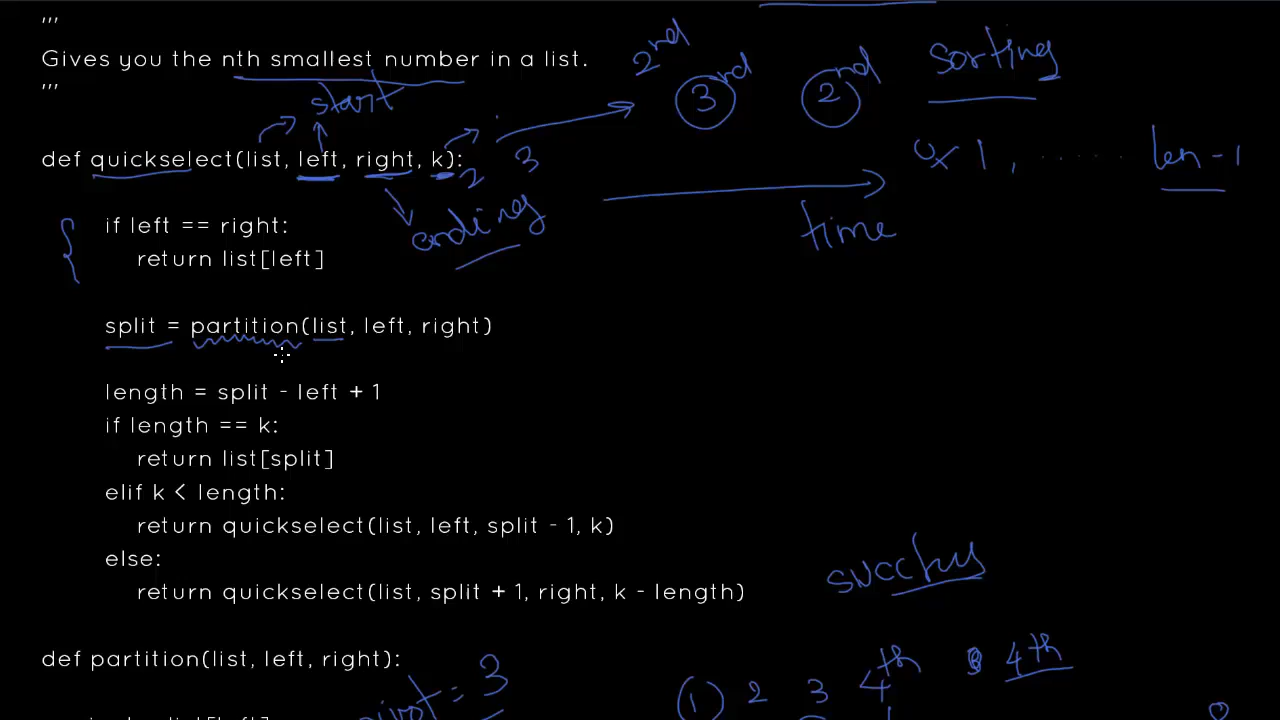 '''
Gives you the nth smallest number in a list.
'''
2nd
3rd
2nd
sorting
start
def quickselect(list, left, right, k):
2 3
0 1, ...... len-1
ending
time
if left == right:
return list[left]
split = partition(list, left, right)
length = split - left + 1
if length == k:
return list[split]
elif k < length:
return quickselect(list, left, split - 1, k)
else:
return quickselect(list, split + 1, right, k - length)
def partition(list, left, right):
pivot = 3
1 2 3 4th
4th